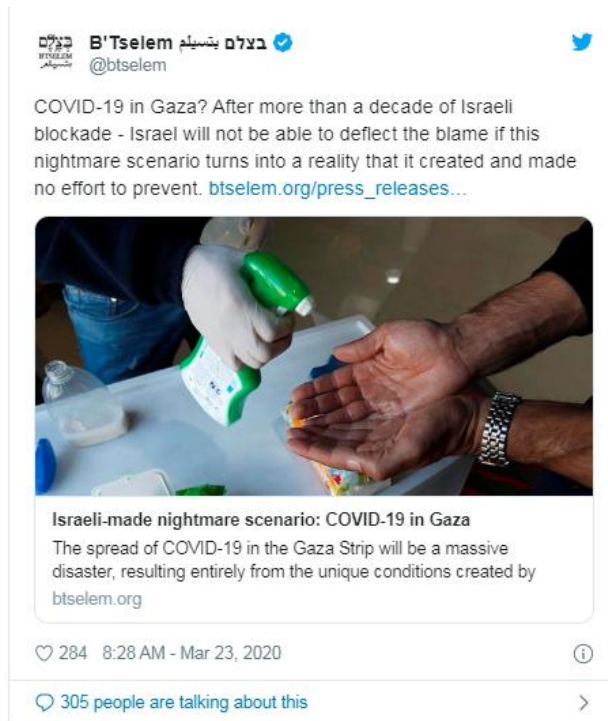 B'Tselem בצלם بتسيلم
@btselem
בצלם
B'TSELEM
بتسيلم
COVID-19 in Gaza? After more than a decade of Israeli
blockade - Israel will not be able to deflect the blame if this
nightmare scenario turns into a reality that it created and made
no effort to prevent. btselem.org/press_releases…
Israeli-made nightmare scenario: COVID-19 in Gaza
The spread of COVID-19 in the Gaza Strip will be a massive
disaster, resulting entirely from the unique conditions created by
btselem.org
284 8:28 AM - Mar 23, 2020
305 people are talking about this